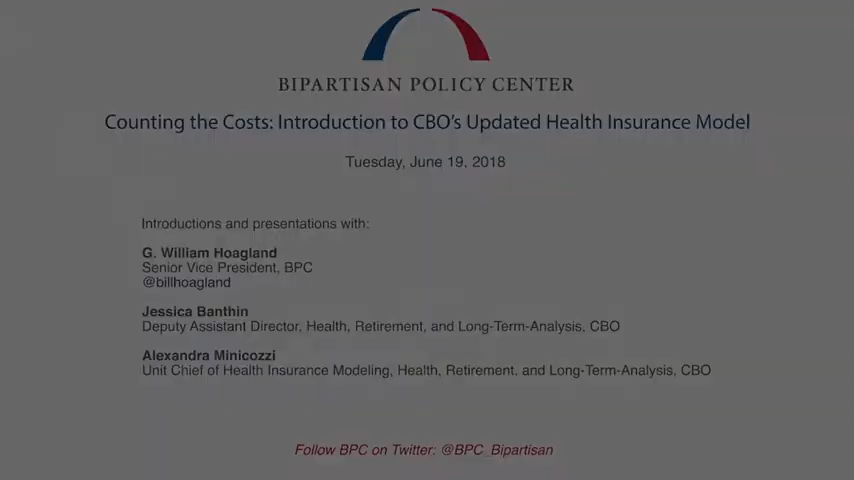 BIPARTISAN POLICY CENTER
Counting the Costs: Introduction to CBO's Updated Health Insurance Model
Tuesday, June 19, 2018
Introductions and presentations with:
G. William Hoagland
Senior Vice President, BPC
@billhoagland
Jessica Banthin
Deputy Assistant Director, Health, Retirement, and Long-Term-Analysis, CBO
Alexandra Minicozzi
Unit Chief of Health Insurance Modeling, Health, Retirement, and Long-Term-Analysis, CBO
Follow BPC on Twitter: @BPC_Bipartisan